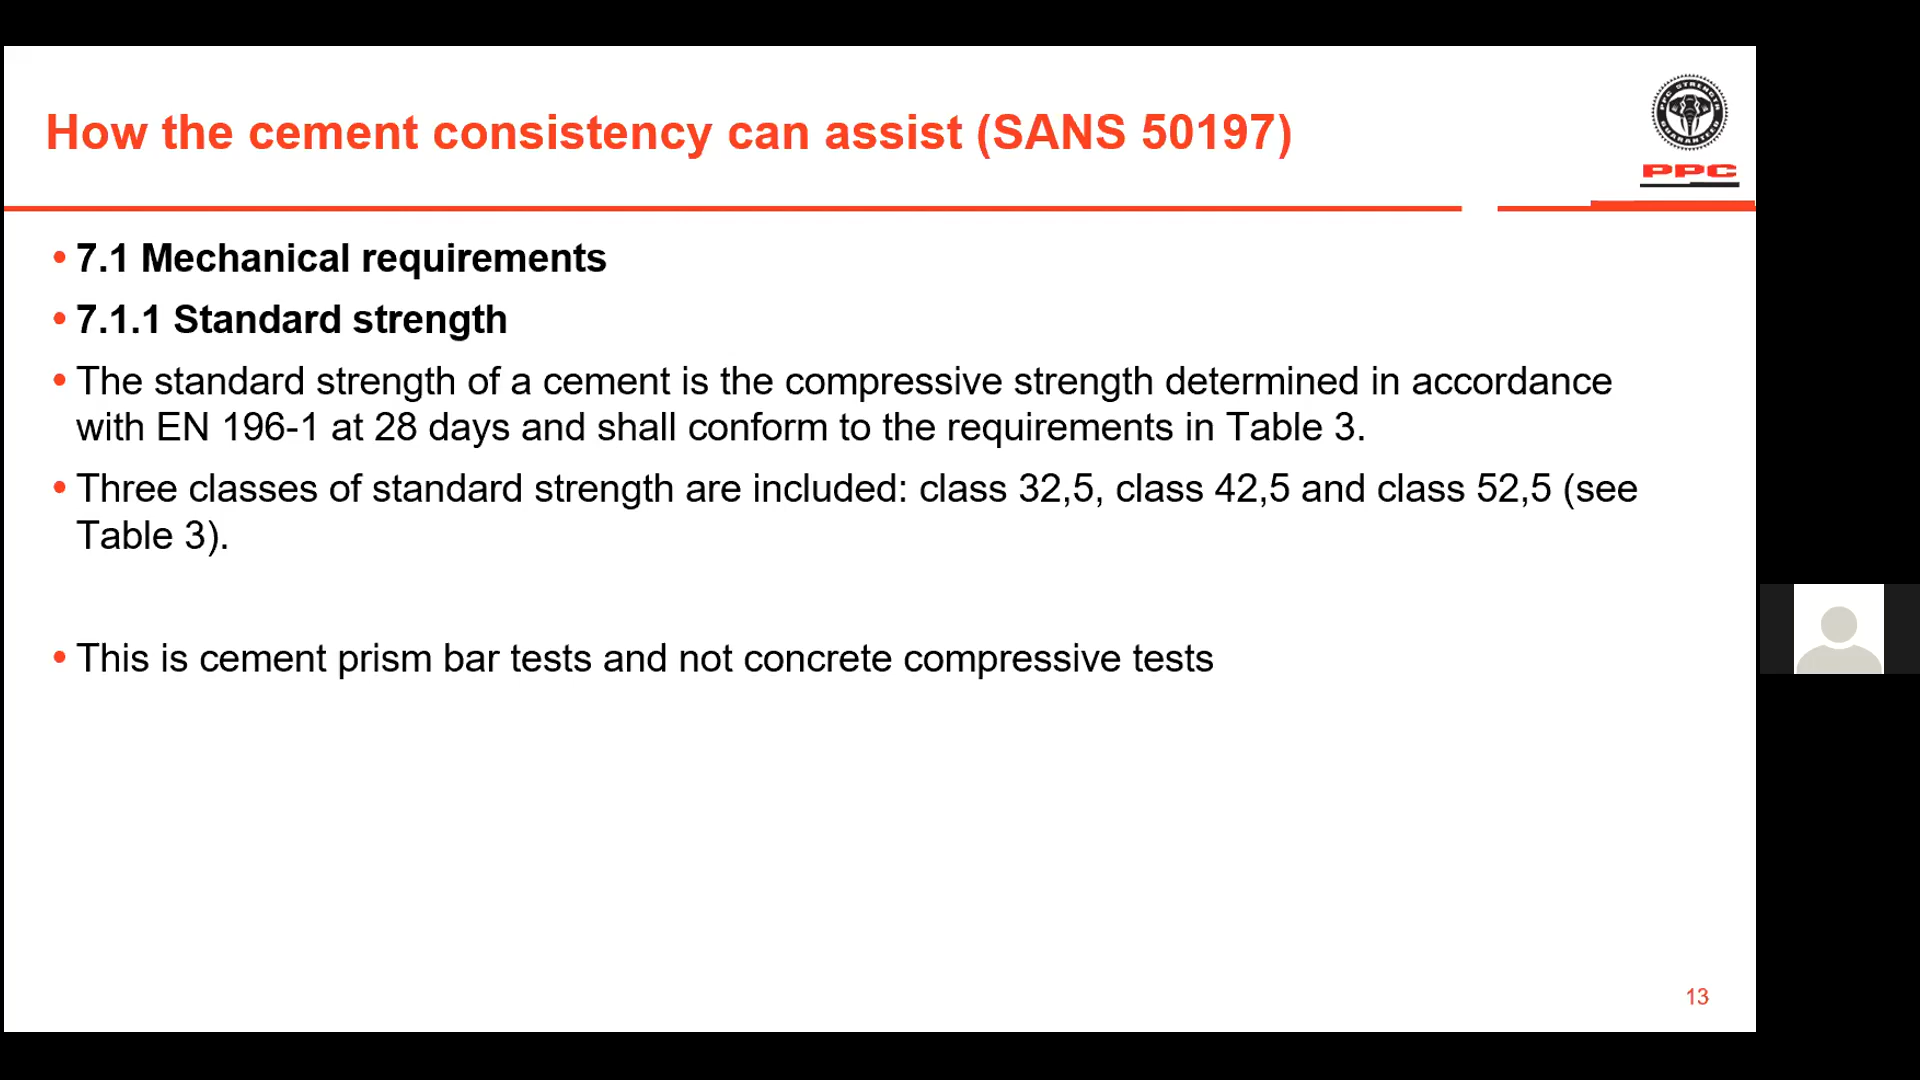 How the cement consistency can assist (SANS 50197)
PPC STRENGTH
GUARANTEED
PPC
• 7.1 Mechanical requirements
• 7.1.1 Standard strength
• The standard strength of a cement is the compressive strength determined in accordance
with EN 196-1 at 28 days and shall conform to the requirements in Table 3.
• Three classes of standard strength are included: class 32,5, class 42,5 and class 52,5 (see
Table 3).
• This is cement prism bar tests and not concrete compressive tests
13